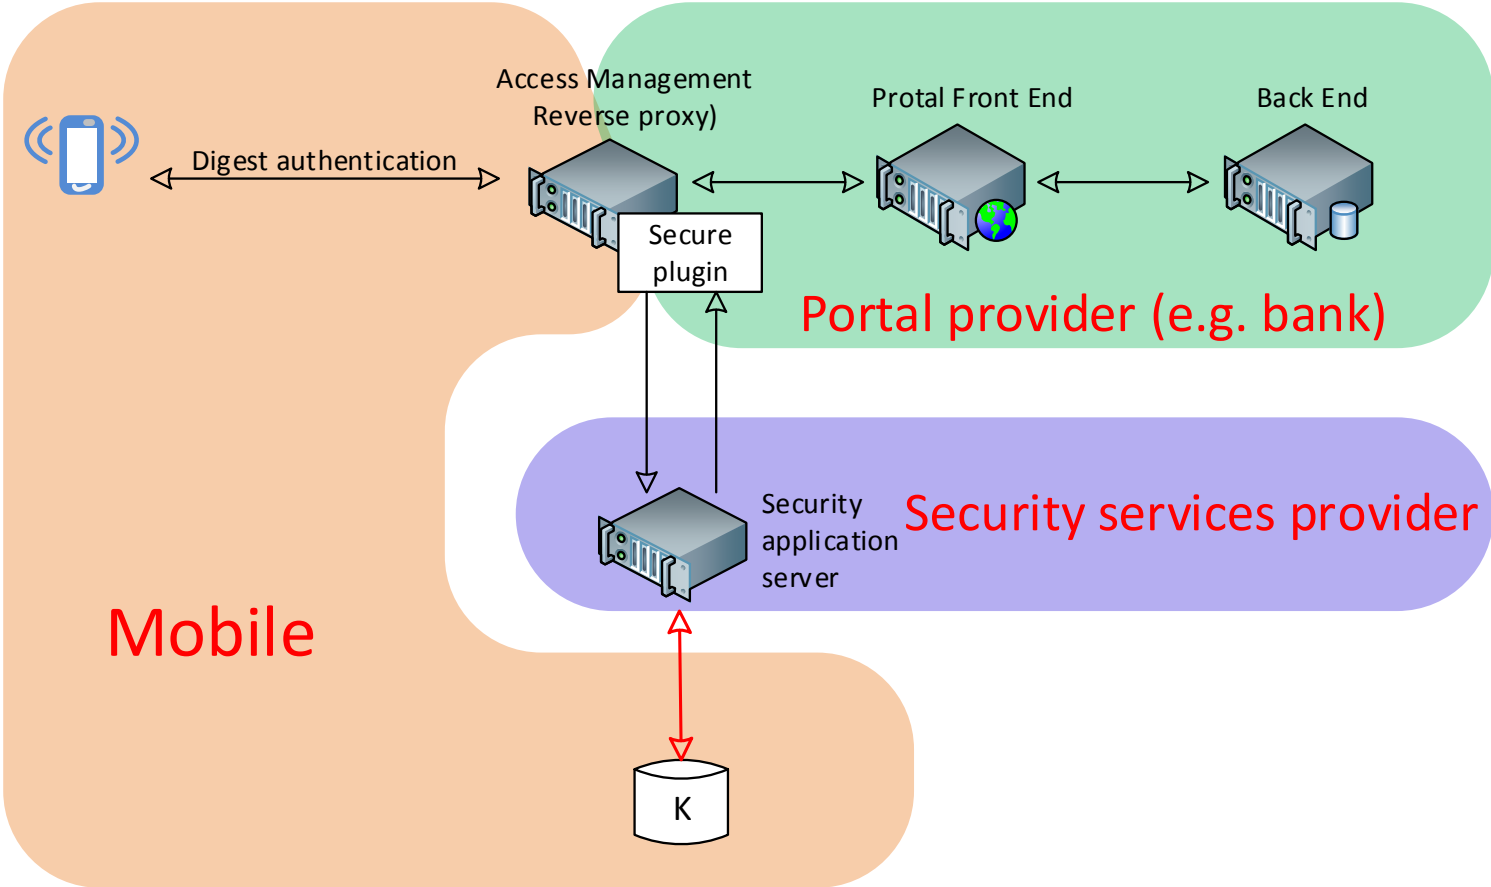 Access Management
Reverse proxy)
Protal Front End
Back End
Digest authentication
Secure
plugin
Portal provider (e.g. bank)
Security
application
server
Security services provider
Mobile
K